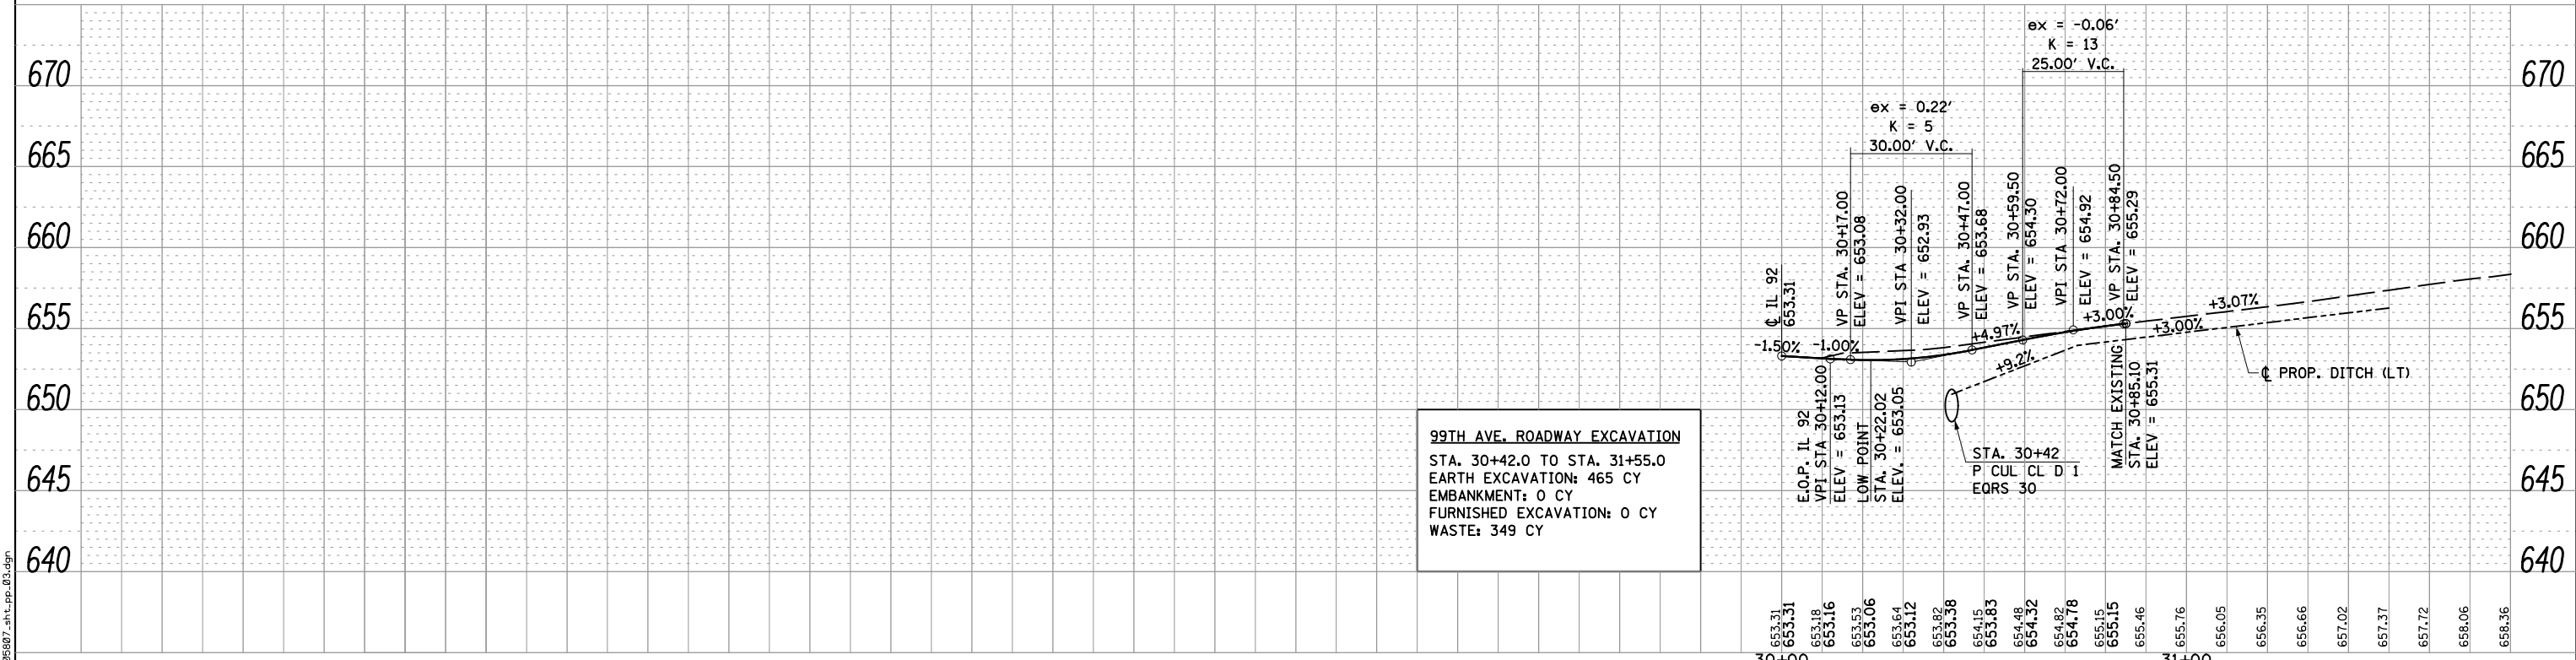 ex = -0.06'
K = 13
25.00' V.C.
ex = 0.22'
K = 5
30.00' V.C.
670
670
665
665
660
660
655
655
650
650
645
645
640
640
℄ IL 92
653.31
VP STA. 30+17.00
ELEV = 653.08
VPI STA 30+32.00
ELEV = 652.93
VP STA. 30+47.00
ELEV = 653.68
VP STA. 30+59.50
ELEV = 654.30
VPI STA 30+72.00
ELEV = 654.92
VP STA. 30+84.50
ELEV = 655.29
-1.50%
-1.00%
+4.97%
+3.00%
+3.07%
+3.00%
+9.2%
℄ PROP. DITCH (LT)
E.O.P. IL 92
VPI STA 30+12.00
ELEV = 653.13
LOW POINT
STA. 30+22.02
ELEV. = 653.05
STA. 30+42
P CUL CL D 1
EQRS 30
MATCH EXISTING
STA. 30+85.10
ELEV = 655.31
99TH AVE. ROADWAY EXCAVATION
STA. 30+42.0 TO STA. 31+55.0
EARTH EXCAVATION: 465 CY
EMBANKMENT: 0 CY
FURNISHED EXCAVATION: 0 CY
WASTE: 349 CY
653.31
653.31
653.18
653.16
653.53
653.06
653.64
653.12
653.82
653.38
654.15
653.83
654.48
654.32
654.82
654.78
655.15
655.15
655.46
655.76
656.05
656.35
656.66
657.02
657.37
657.72
658.06
658.36
30+00
31+00
05807_sht_pp_03.dgn